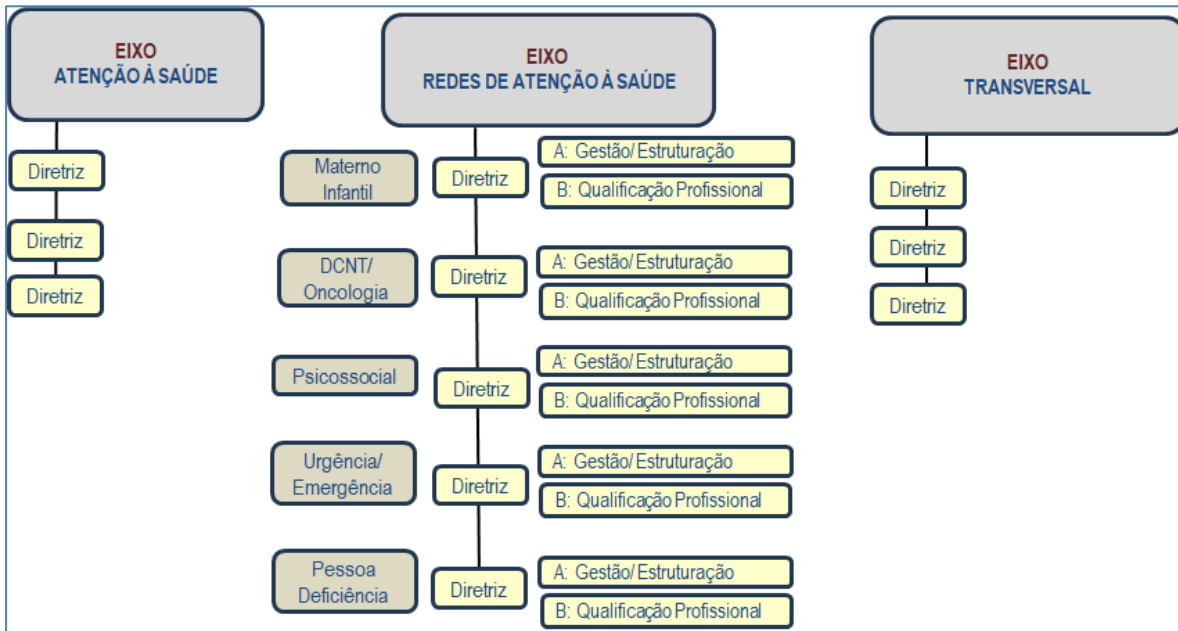 EIXO
ATENÇÃO À SAÚDE
Diretriz
Diretriz
Diretriz
EIXO
REDES DE ATENÇÃO À SAÚDE
Materno
Infantil
Diretriz
A: Gestão/ Estruturação
B: Qualificação Profissional
DCNT/
Oncologia
Diretriz
A: Gestão/ Estruturação
B: Qualificação Profissional
Psicossocial
Diretriz
A: Gestão/ Estruturação
B: Qualificação Profissional
Urgência/
Emergência
Diretriz
A: Gestão/ Estruturação
B: Qualificação Profissional
Pessoa
Deficiência
Diretriz
A: Gestão/ Estruturação
B: Qualificação Profissional
EIXO
TRANSVERSAL
Diretriz
Diretriz
Diretriz